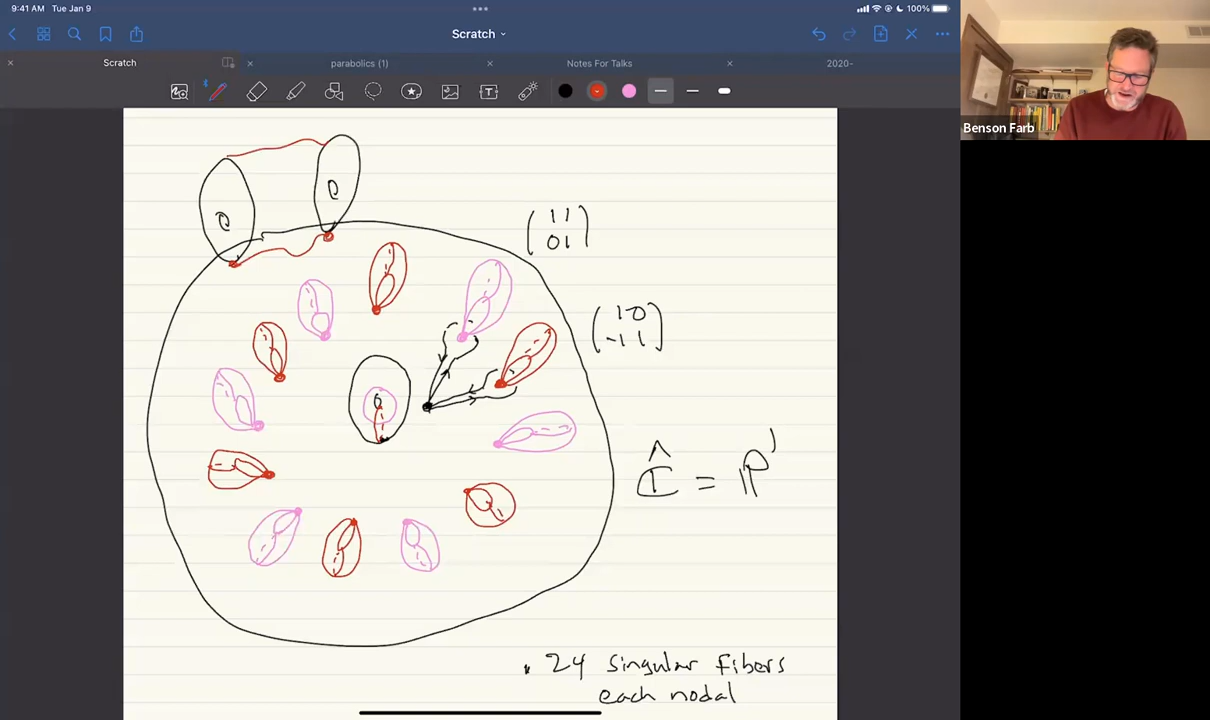 9:41 AM Tue Jan 9
100%
Scratch
Scratch
parabolics (1)
Notes For Talks
2020-
Benson Farb
( 1 1
0 1 )
( 1 0
-1 1 )
Ĉ = P¹
. 24 singular fibers
each nodal